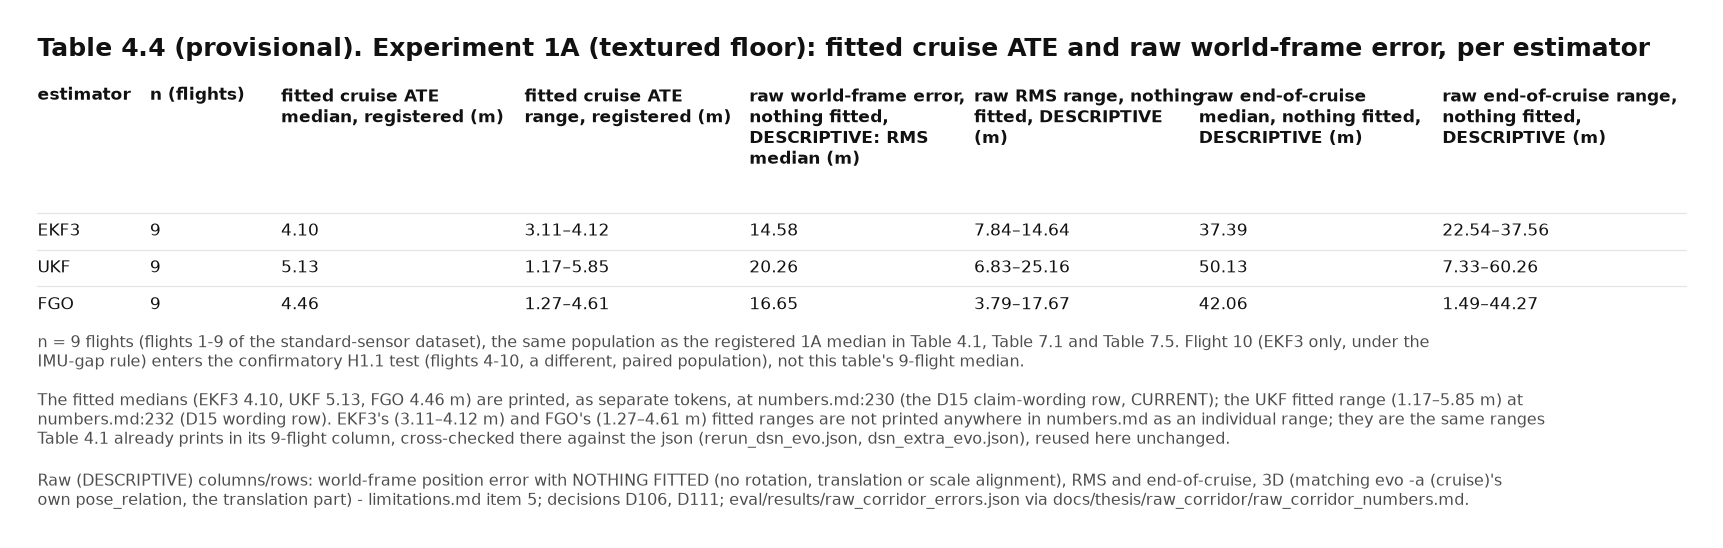 Table 4.4 (provisional). Experiment 1A (textured floor): fitted cruise ATE and raw world-frame error, per estimator
estimator n (flights) fitted cruise ATE fitted cruise ATE raw world-frame error, raw RMS range, nothing raw end-of-cruise raw end-of-cruise range,
median, registered (m) range, registered (m) nothing fitted, fitted, DESCRIPTIVE median, nothing fitted, nothing fitted,
DESCRIPTIVE: RMS (m) DESCRIPTIVE (m) DESCRIPTIVE (m)
median (m)
EKF3 9 4.10 3.11–4.12 14.58 7.84–14.64 37.39 22.54–37.56
UKF 9 5.13 1.17–5.85 20.26 6.83–25.16 50.13 7.33–60.26
FGO 9 4.46 1.27–4.61 16.65 3.79–17.67 42.06 1.49–44.27
n = 9 flights (flights 1-9 of the standard-sensor dataset), the same population as the registered 1A median in Table 4.1, Table 7.1 and Table 7.5. Flight 10 (EKF3 only, under the
IMU-gap rule) enters the confirmatory H1.1 test (flights 4-10, a different, paired population), not this table's 9-flight median.
The fitted medians (EKF3 4.10, UKF 5.13, FGO 4.46 m) are printed, as separate tokens, at numbers.md:230 (the D15 claim-wording row, CURRENT); the UKF fitted range (1.17–5.85 m) at
numbers.md:232 (D15 wording row). EKF3's (3.11–4.12 m) and FGO's (1.27–4.61 m) fitted ranges are not printed anywhere in numbers.md as an individual range; they are the same ranges
Table 4.1 already prints in its 9-flight column, cross-checked there against the json (rerun_dsn_evo.json, dsn_extra_evo.json), reused here unchanged.
Raw (DESCRIPTIVE) columns/rows: world-frame position error with NOTHING FITTED (no rotation, translation or scale alignment), RMS and end-of-cruise, 3D (matching evo -a (cruise)'s
own pose_relation, the translation part) - limitations.md item 5; decisions D106, D111; eval/results/raw_corridor_errors.json via docs/thesis/raw_corridor/raw_corridor_numbers.md.